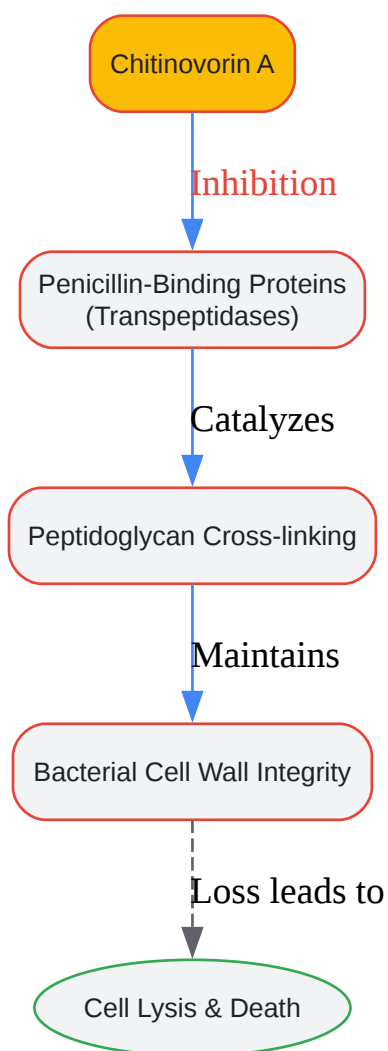 Chitinovorin A
Inhibition
Penicillin-Binding Proteins
(Transpeptidases)
Catalyzes
Peptidoglycan Cross-linking
Maintains
Bacterial Cell Wall Integrity
Loss leads to
Cell Lysis & Death